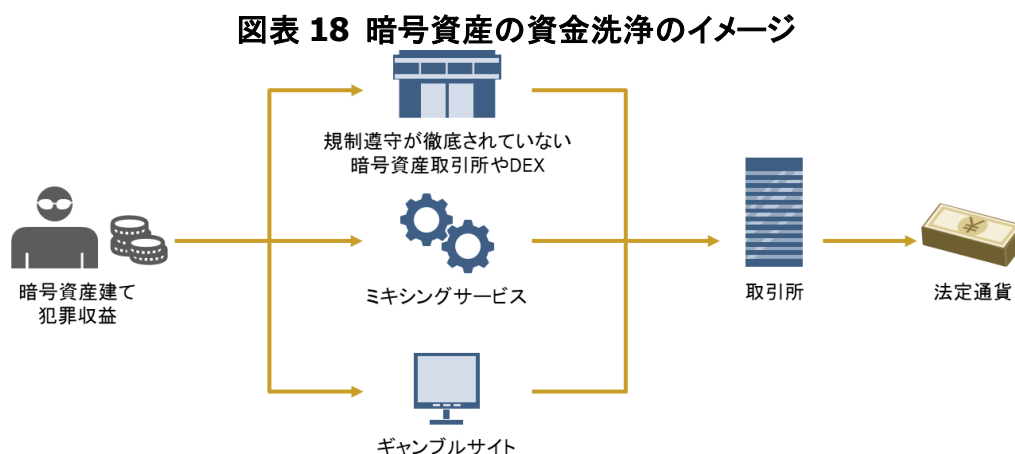 図表 18 暗号資産の資金洗浄のイメージ
規制遵守が徹底されていない
暗号資産取引所やDEX
暗号資産建て
犯罪収益
ミキシングサービス
取引所
¥
法定通貨
ギャンブルサイト